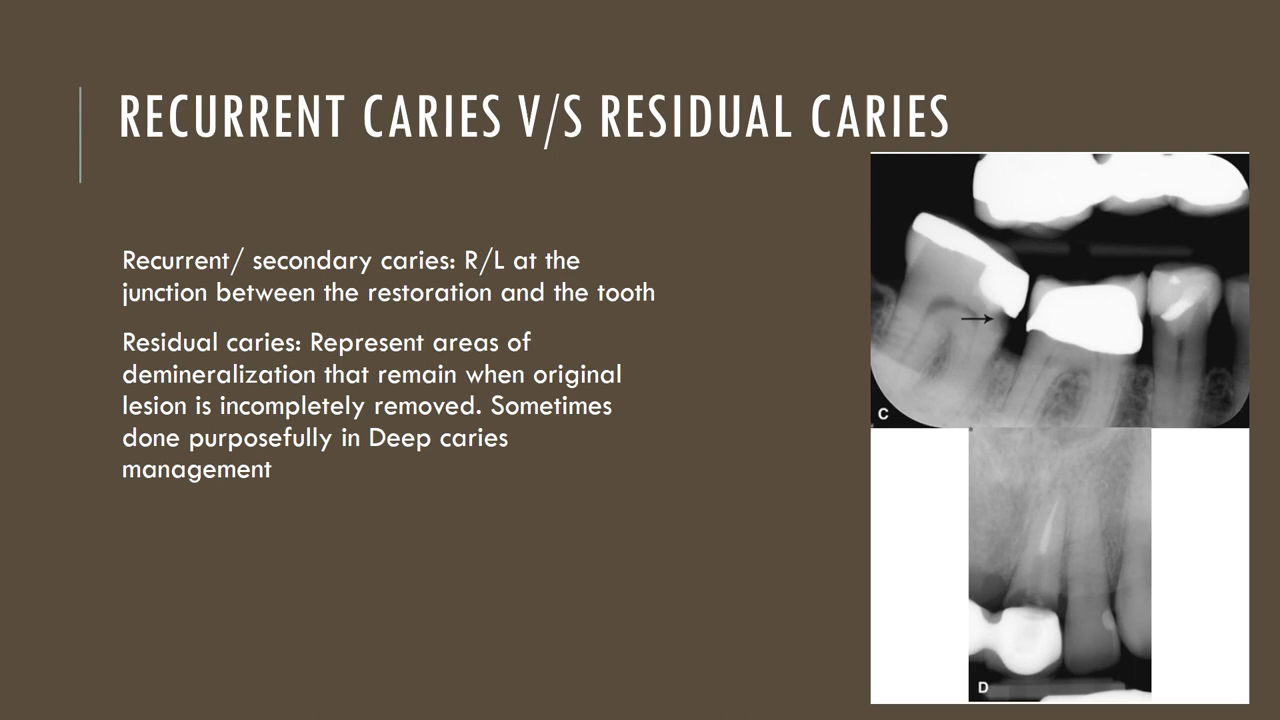 RECURRENT CARIES V/S RESIDUAL CARIES
Recurrent/ secondary caries: R/L at the
junction between the restoration and the tooth
Residual caries: Represent areas of
demineralization that remain when original
lesion is incompletely removed. Sometimes
done purposefully in Deep caries
management
C
D